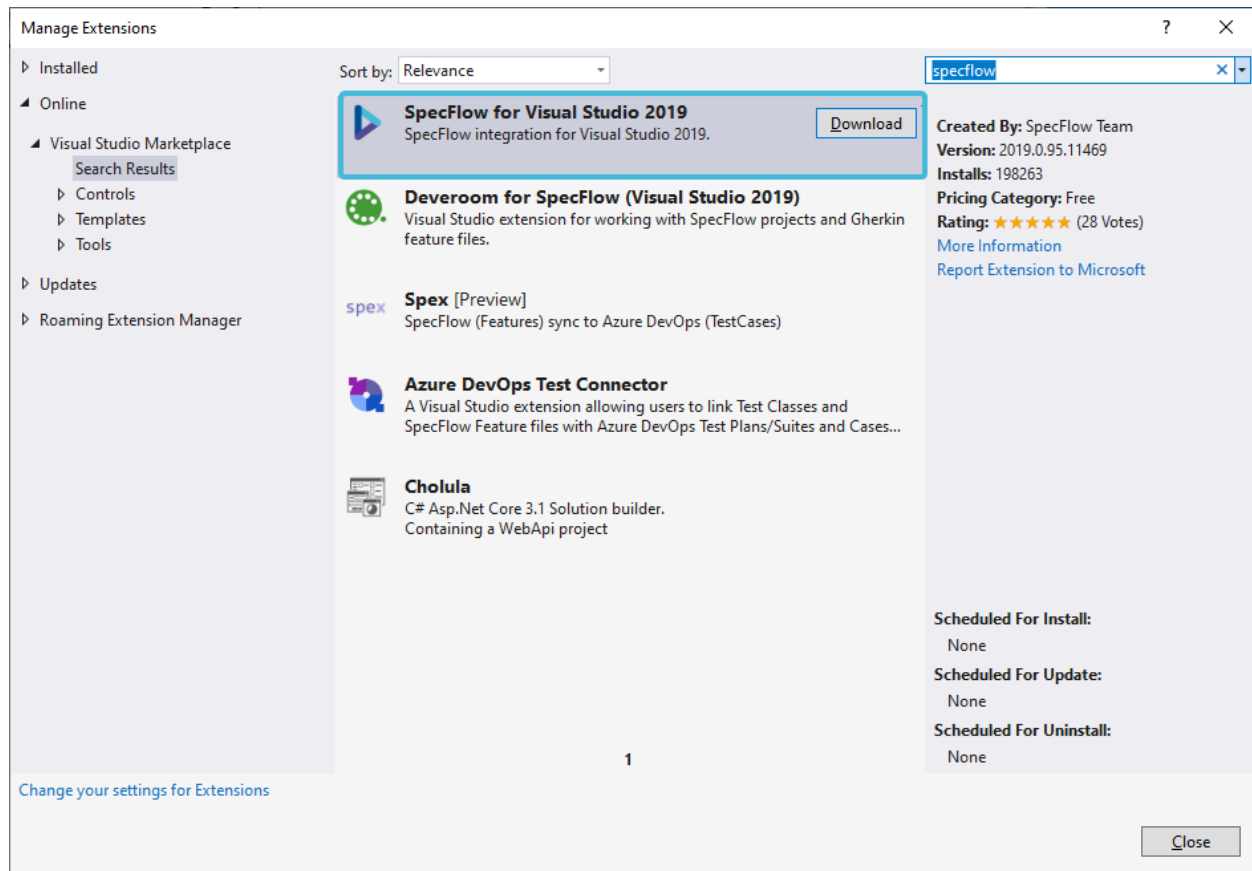 Manage Extensions
?
Installed
Online
Visual Studio Marketplace
Search Results
Controls
Templates
Tools
Updates
Roaming Extension Manager
Sort by: Relevance
SpecFlow for Visual Studio 2019
SpecFlow integration for Visual Studio 2019.
Download
Deveroom for SpecFlow (Visual Studio 2019)
Visual Studio extension for working with SpecFlow projects and Gherkin
feature files.
spex
Spex [Preview]
SpecFlow (Features) sync to Azure DevOps (TestCases)
Azure DevOps Test Connector
A Visual Studio extension allowing users to link Test Classes and
SpecFlow Feature files with Azure DevOps Test Plans/Suites and Cases...
Cholula
C# Asp.Net Core 3.1 Solution builder.
Containing a WebApi project
1
specflow
Created By: SpecFlow Team
Version: 2019.0.95.11469
Installs: 198263
Pricing Category: Free
Rating: ★★★★★ (28 Votes)
More Information
Report Extension to Microsoft
Scheduled For Install:
None
Scheduled For Update:
None
Scheduled For Uninstall:
None
Change your settings for Extensions
Close